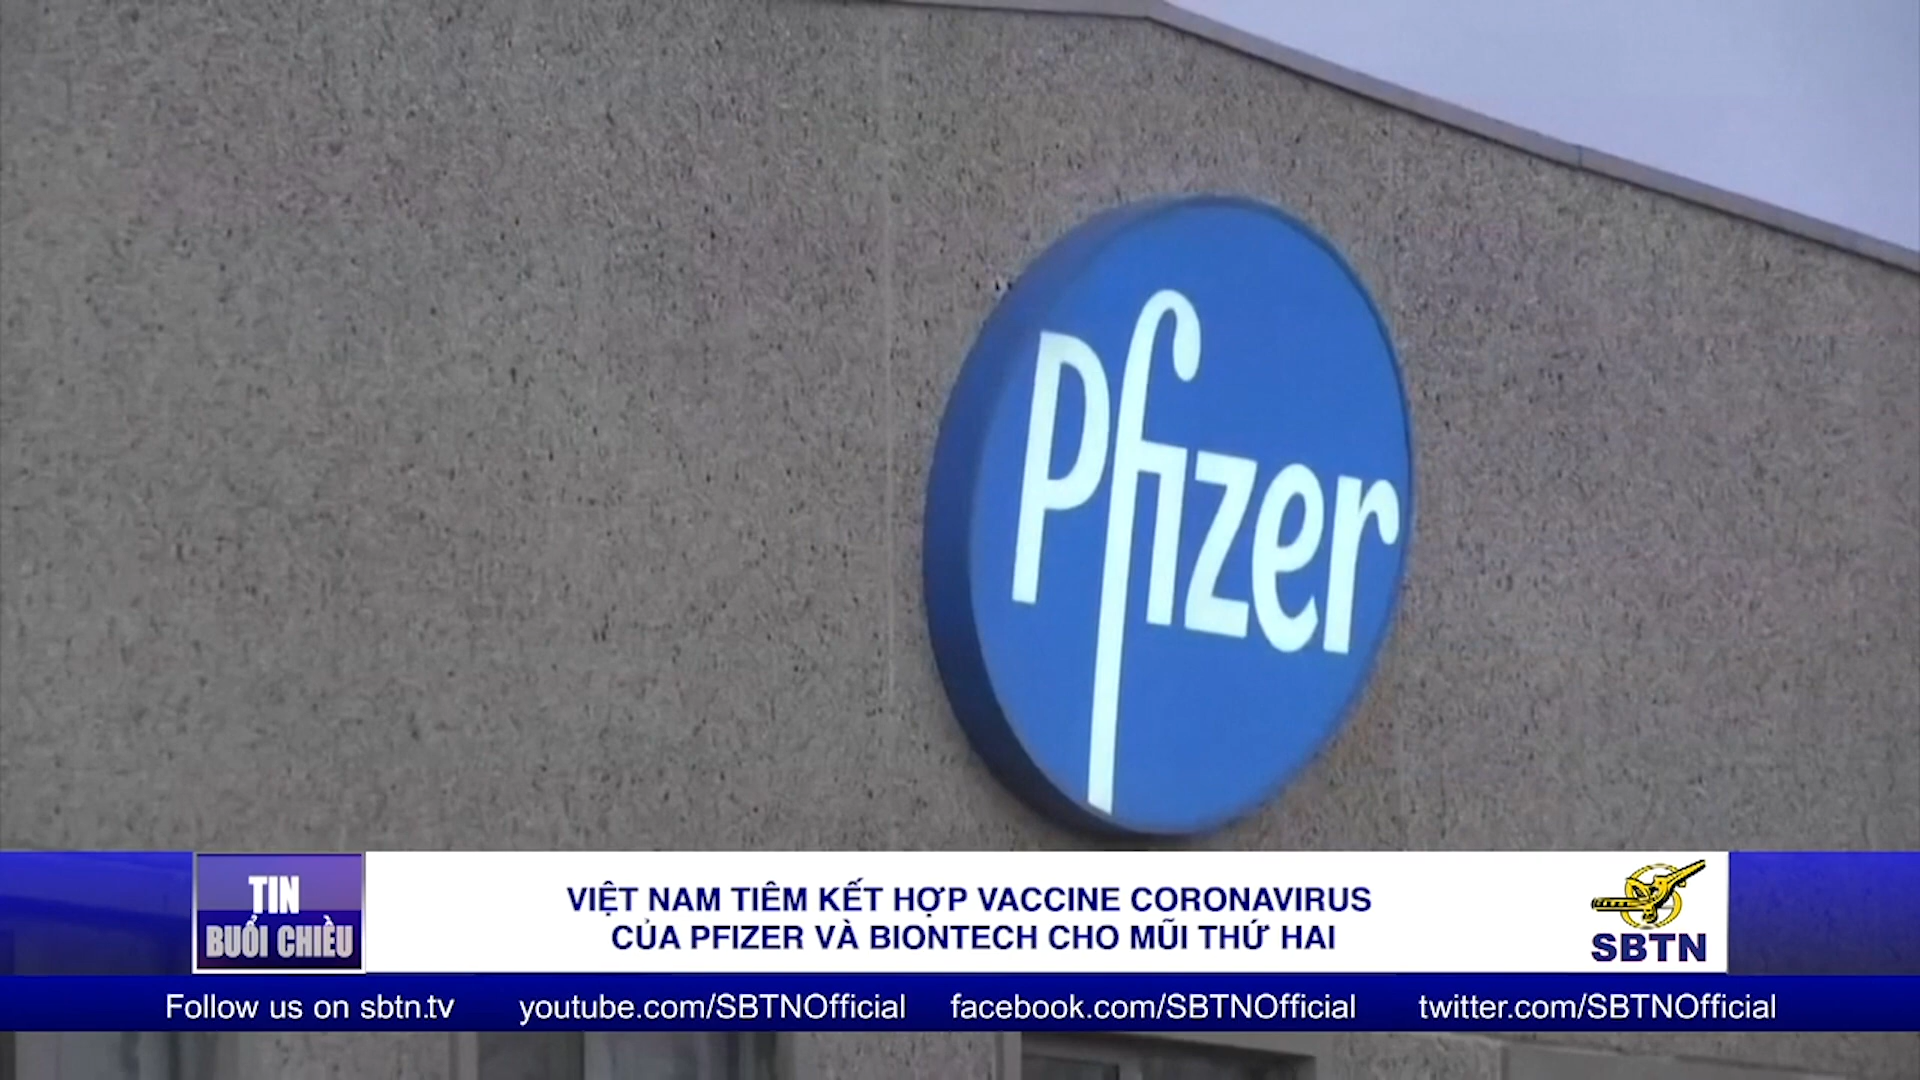 Pfizer
TIN
BUỔI CHIỀU
VIỆT NAM TIÊM KẾT HỢP VACCINE CORONAVIRUS
CỦA PFIZER VÀ BIONTECH CHO MŨI THỨ HAI
SBTN
Follow us on sbtn.tv youtube.com/SBTNOfficial facebook.com/SBTNOfficial twitter.com/SBTNOfficial